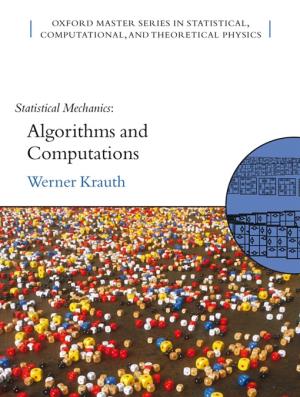 OXFORD MASTER SERIES IN STATISTICAL,
COMPUTATIONAL, AND THEORETICAL PHYSICS
Statistical Mechanics:
Algorithms and
Computations
Werner Krauth